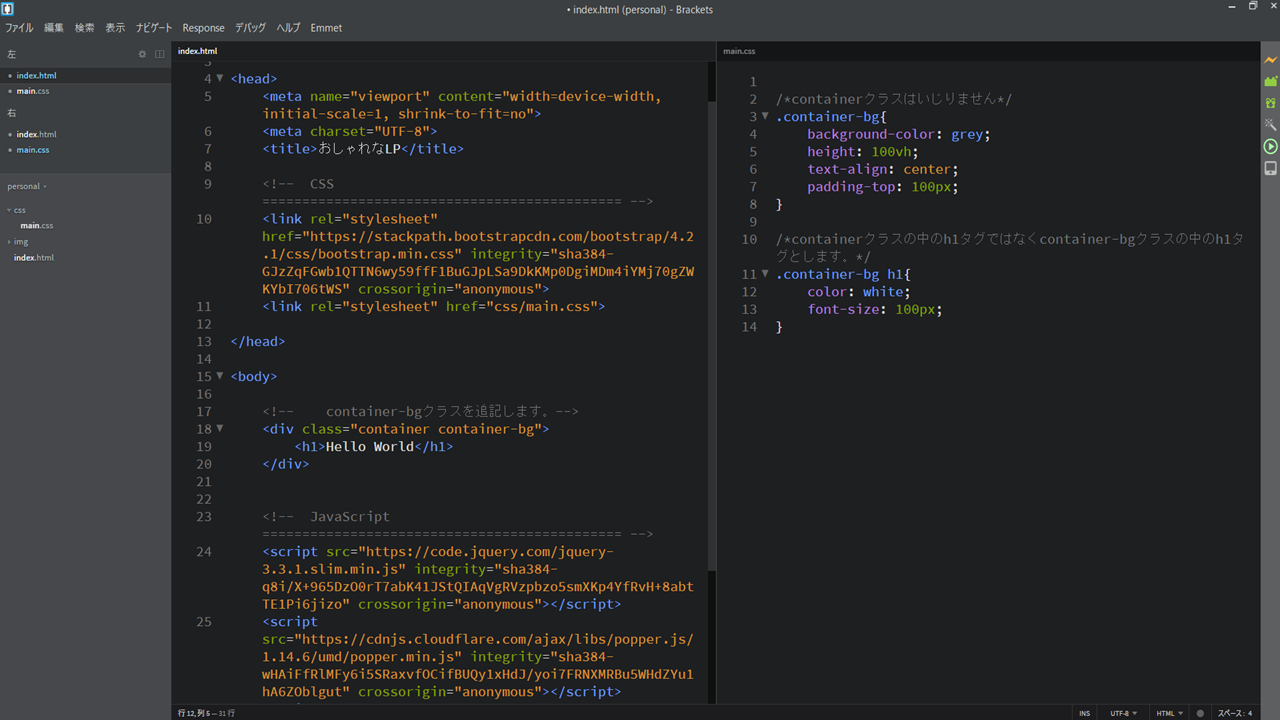 • index.html (personal) - Brackets
ファイル 編集 検索 表示 ナビゲート Response デバッグ ヘルプ Emmet
左
• index.html
• main.css
右
• index.html
• main.css
personal
css
main.css
img
index.html
index.html
3
4 <head>
5 <meta name="viewport" content="width=device-width,
initial-scale=1, shrink-to-fit=no">
6 <meta charset="UTF-8">
7 <title>おしゃれなLP</title>
8
9 <!-- CSS
============================================ -->
10 <link rel="stylesheet"
href="https://stackpath.bootstrapcdn.com/bootstrap/4.2
.1/css/bootstrap.min.css" integrity="sha384-
GJzZqFGwb1QTTN6wy59ffF1BuGJpLSa9DkKMp0DgiMDm4iYMj70gZW
KYbI706tWS" crossorigin="anonymous">
11 <link rel="stylesheet" href="css/main.css">
12
13 </head>
14
15 <body>
16
17 <!-- container-bgクラスを追記します。-->
18 <div class="container container-bg">
19 <h1>Hello World</h1>
20 </div>
21
22
23 <!-- JavaScript
============================================ -->
24 <script src="https://code.jquery.com/jquery-
3.3.1.slim.min.js" integrity="sha384-
q8i/X+965DzO0rT7abK41JStQIAqVgRVzpbzo5smXKp4YfRvH+8abt
TE1Pi6jizo" crossorigin="anonymous"></script>
25 <script
src="https://cdnjs.cloudflare.com/ajax/libs/popper.js/
1.14.6/umd/popper.min.js" integrity="sha384-
wHAiFfRlMFy6i5SRaxvfOCifBUQy1xHdJ/yoi7FRNXMRBu5WHdZYu1
hA6ZOblgut" crossorigin="anonymous"></script>
main.css
1
2 /*containerクラスはいじりません*/
3 .container-bg{
4 background-color: grey;
5 height: 100vh;
6 text-align: center;
7 padding-top: 100px;
8 }
9
10 /*containerクラスの中のh1タグではなくcontainer-bgクラスの中のh1タ
グとします。*/
11 .container-bg h1{
12 color: white;
13 font-size: 100px;
14 }
行 12, 列 5 — 31 行 INS UTF-8 HTML スペース: 4